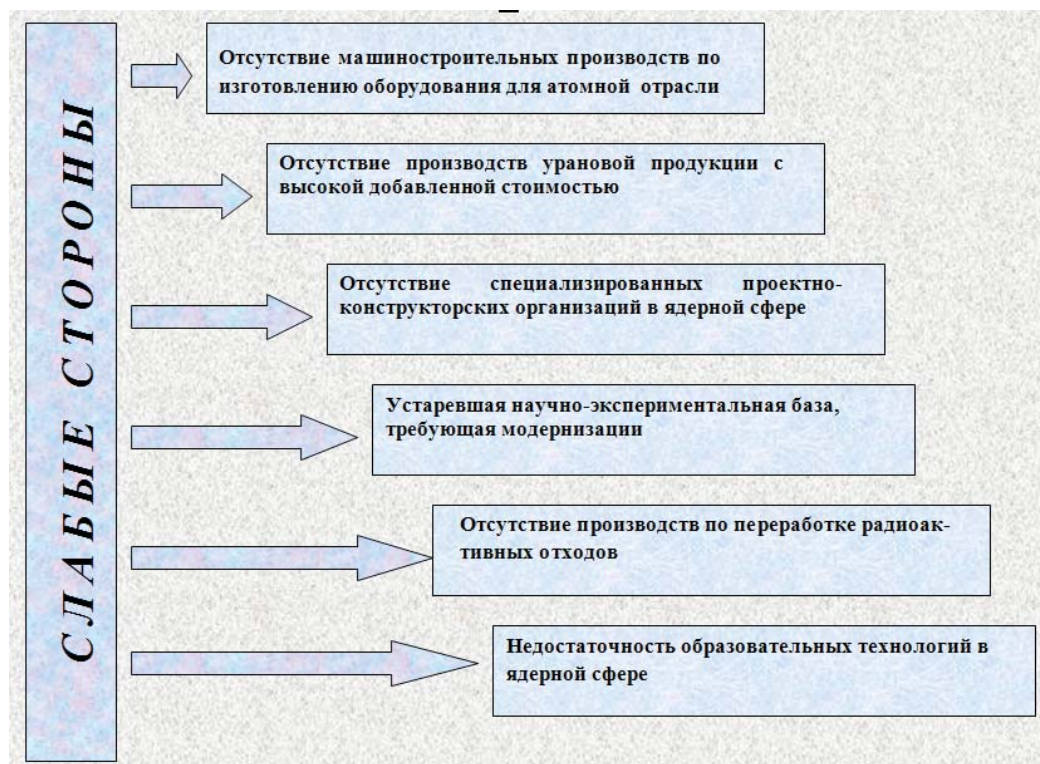 СЛАБЫЕ СТОРОНЫ
Отсутствие машиностроительных производств по
изготовлению оборудования для атомной отрасли
Отсутствие производств урановой продукции с
высокой добавленной стоимостью
Отсутствие специализированных проектно-
конструкторских организаций в ядерной сфере
Устаревшая научно-экспериментальная база,
требующая модернизации
Отсутствие производств по переработке радиоак-
тивных отходов
Недостаточность образовательных технологий в
ядерной сфере